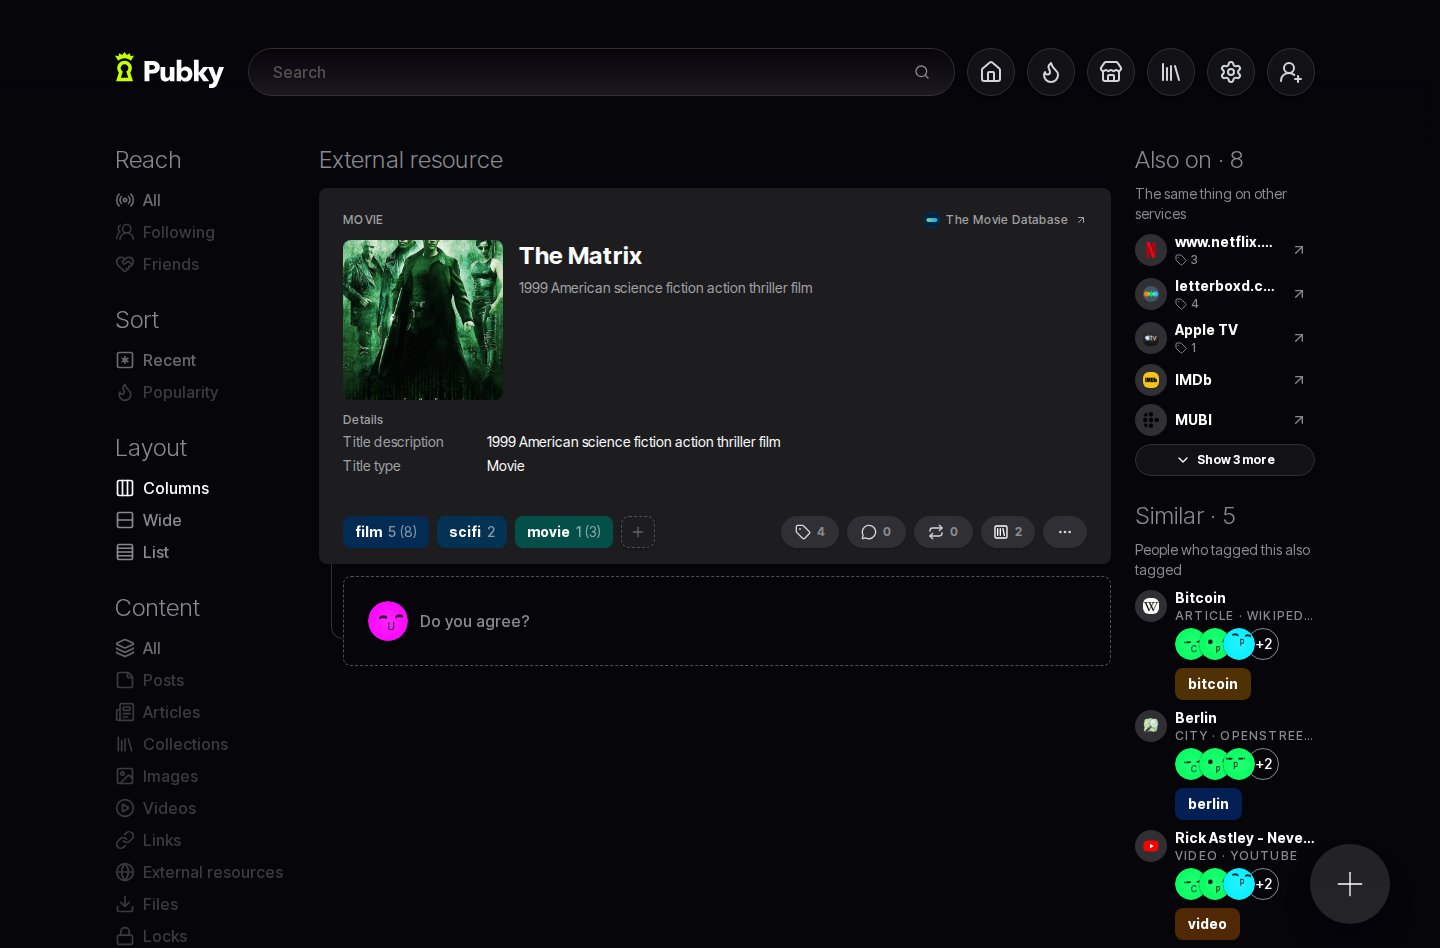 Pubky
Search
Reach
All
Following
Friends
Sort
Recent
Popularity
Layout
Columns
Wide
List
Content
All
Posts
Articles
Collections
Images
Videos
Links
External resources
Files
Locks
External resource
MOVIE
The Movie Database
The Matrix
1999 American science fiction action thriller film
Details
Title description 1999 American science fiction action thriller film
Title type Movie
film 5 (8) scifi 2 movie 1 (3) 4 0 0 2
Do you agree?
Also on · 8
The same thing on other
services
www.netflix....
3
letterboxd.c...
4
Apple TV
1
IMDb
MUBI
Show 3 more
Similar · 5
People who tagged this also
tagged
Bitcoin
ARTICLE · WIKIPED...
+2
bitcoin
Berlin
CITY · OPENSTREE...
+2
berlin
Rick Astley - Neve...
VIDEO · YOUTUBE
+2
video